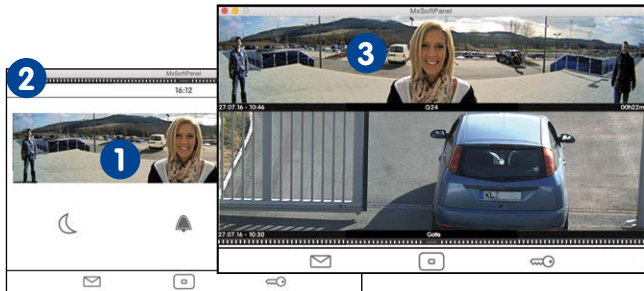 MxSoftPanel
2
MxSoftPanel
16:12
3
27.07.16 - 10:46
Q24
00h22m
1
KL
27.07.16 - 10:30
Gate